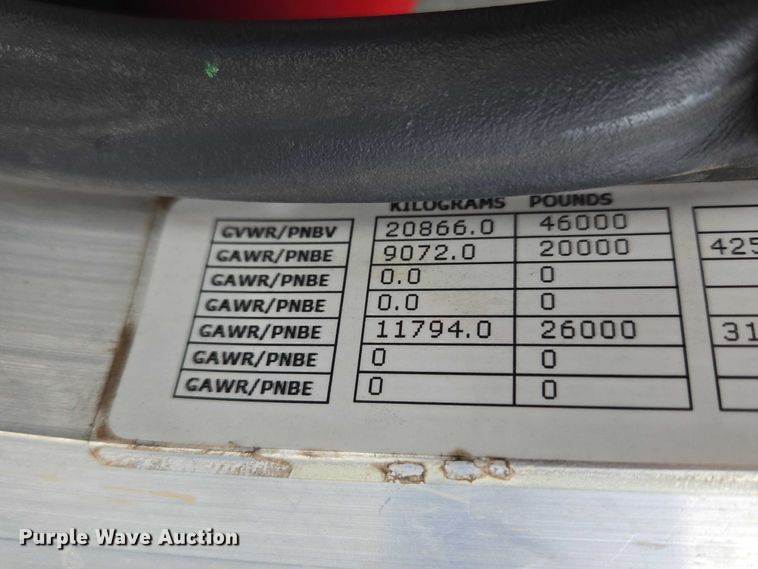 KILOGRAMS POUNDS
GVWR/PNBV 20866.0 46000
GAWR/PNBE 9072.0 20000 425
GAWR/PNBE 0.0 0
GAWR/PNBE 0.0 0
GAWR/PNBE 11794.0 26000 31
GAWR/PNBE 0 0
GAWR/PNBE 0 0
Purple Wave Auction